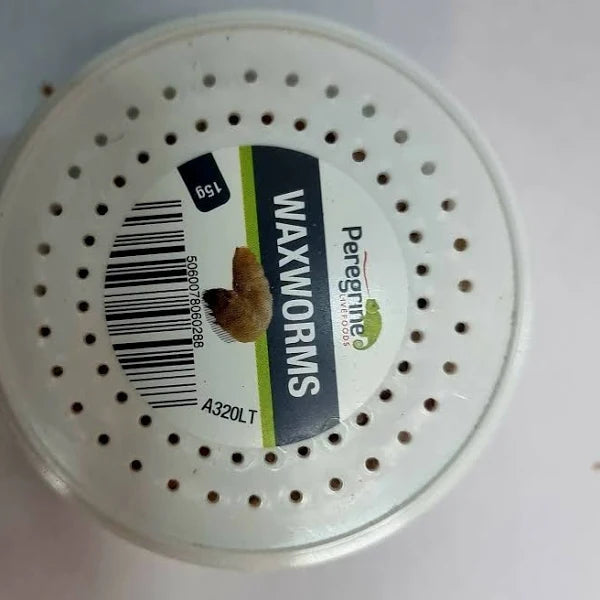 Peregrine
LIVEFOODS
WAXWORMS
15g
5060078060288
A320LT